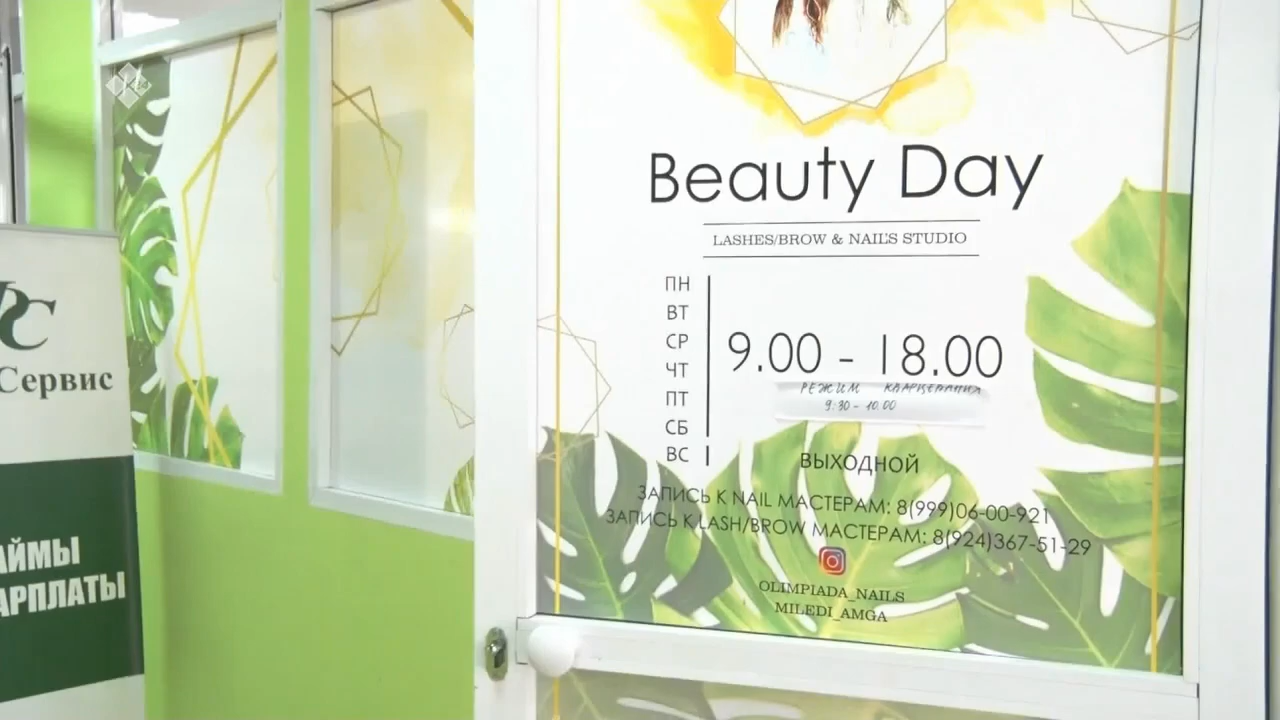 Beauty Day
LASHES/BROW & NAIL'S STUDIO
ПН
ВТ
СР
ЧТ
ПТ
СБ
ВС
9.00 - 18.00
РЕЖИМ КВАРЦЕВАНИЯ
9:30 - 10.00
ВЫХОДНОЙ
ЗАПИСЬ К NAIL МАСТЕРАМ: 8(999)06-00-921
ЗАПИСЬ К LASH/BROW МАСТЕРАМ: 8(924)367-51-29
OLIMPIADA_NAILS
MILEDI_AMGA
Сервис
АЙМЫ
АРПЛАТЫ